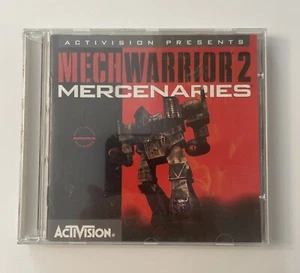 ACTIVISION PRESENTS
MECHWARRIOR 2
MERCENARIES
ACTIVISION®